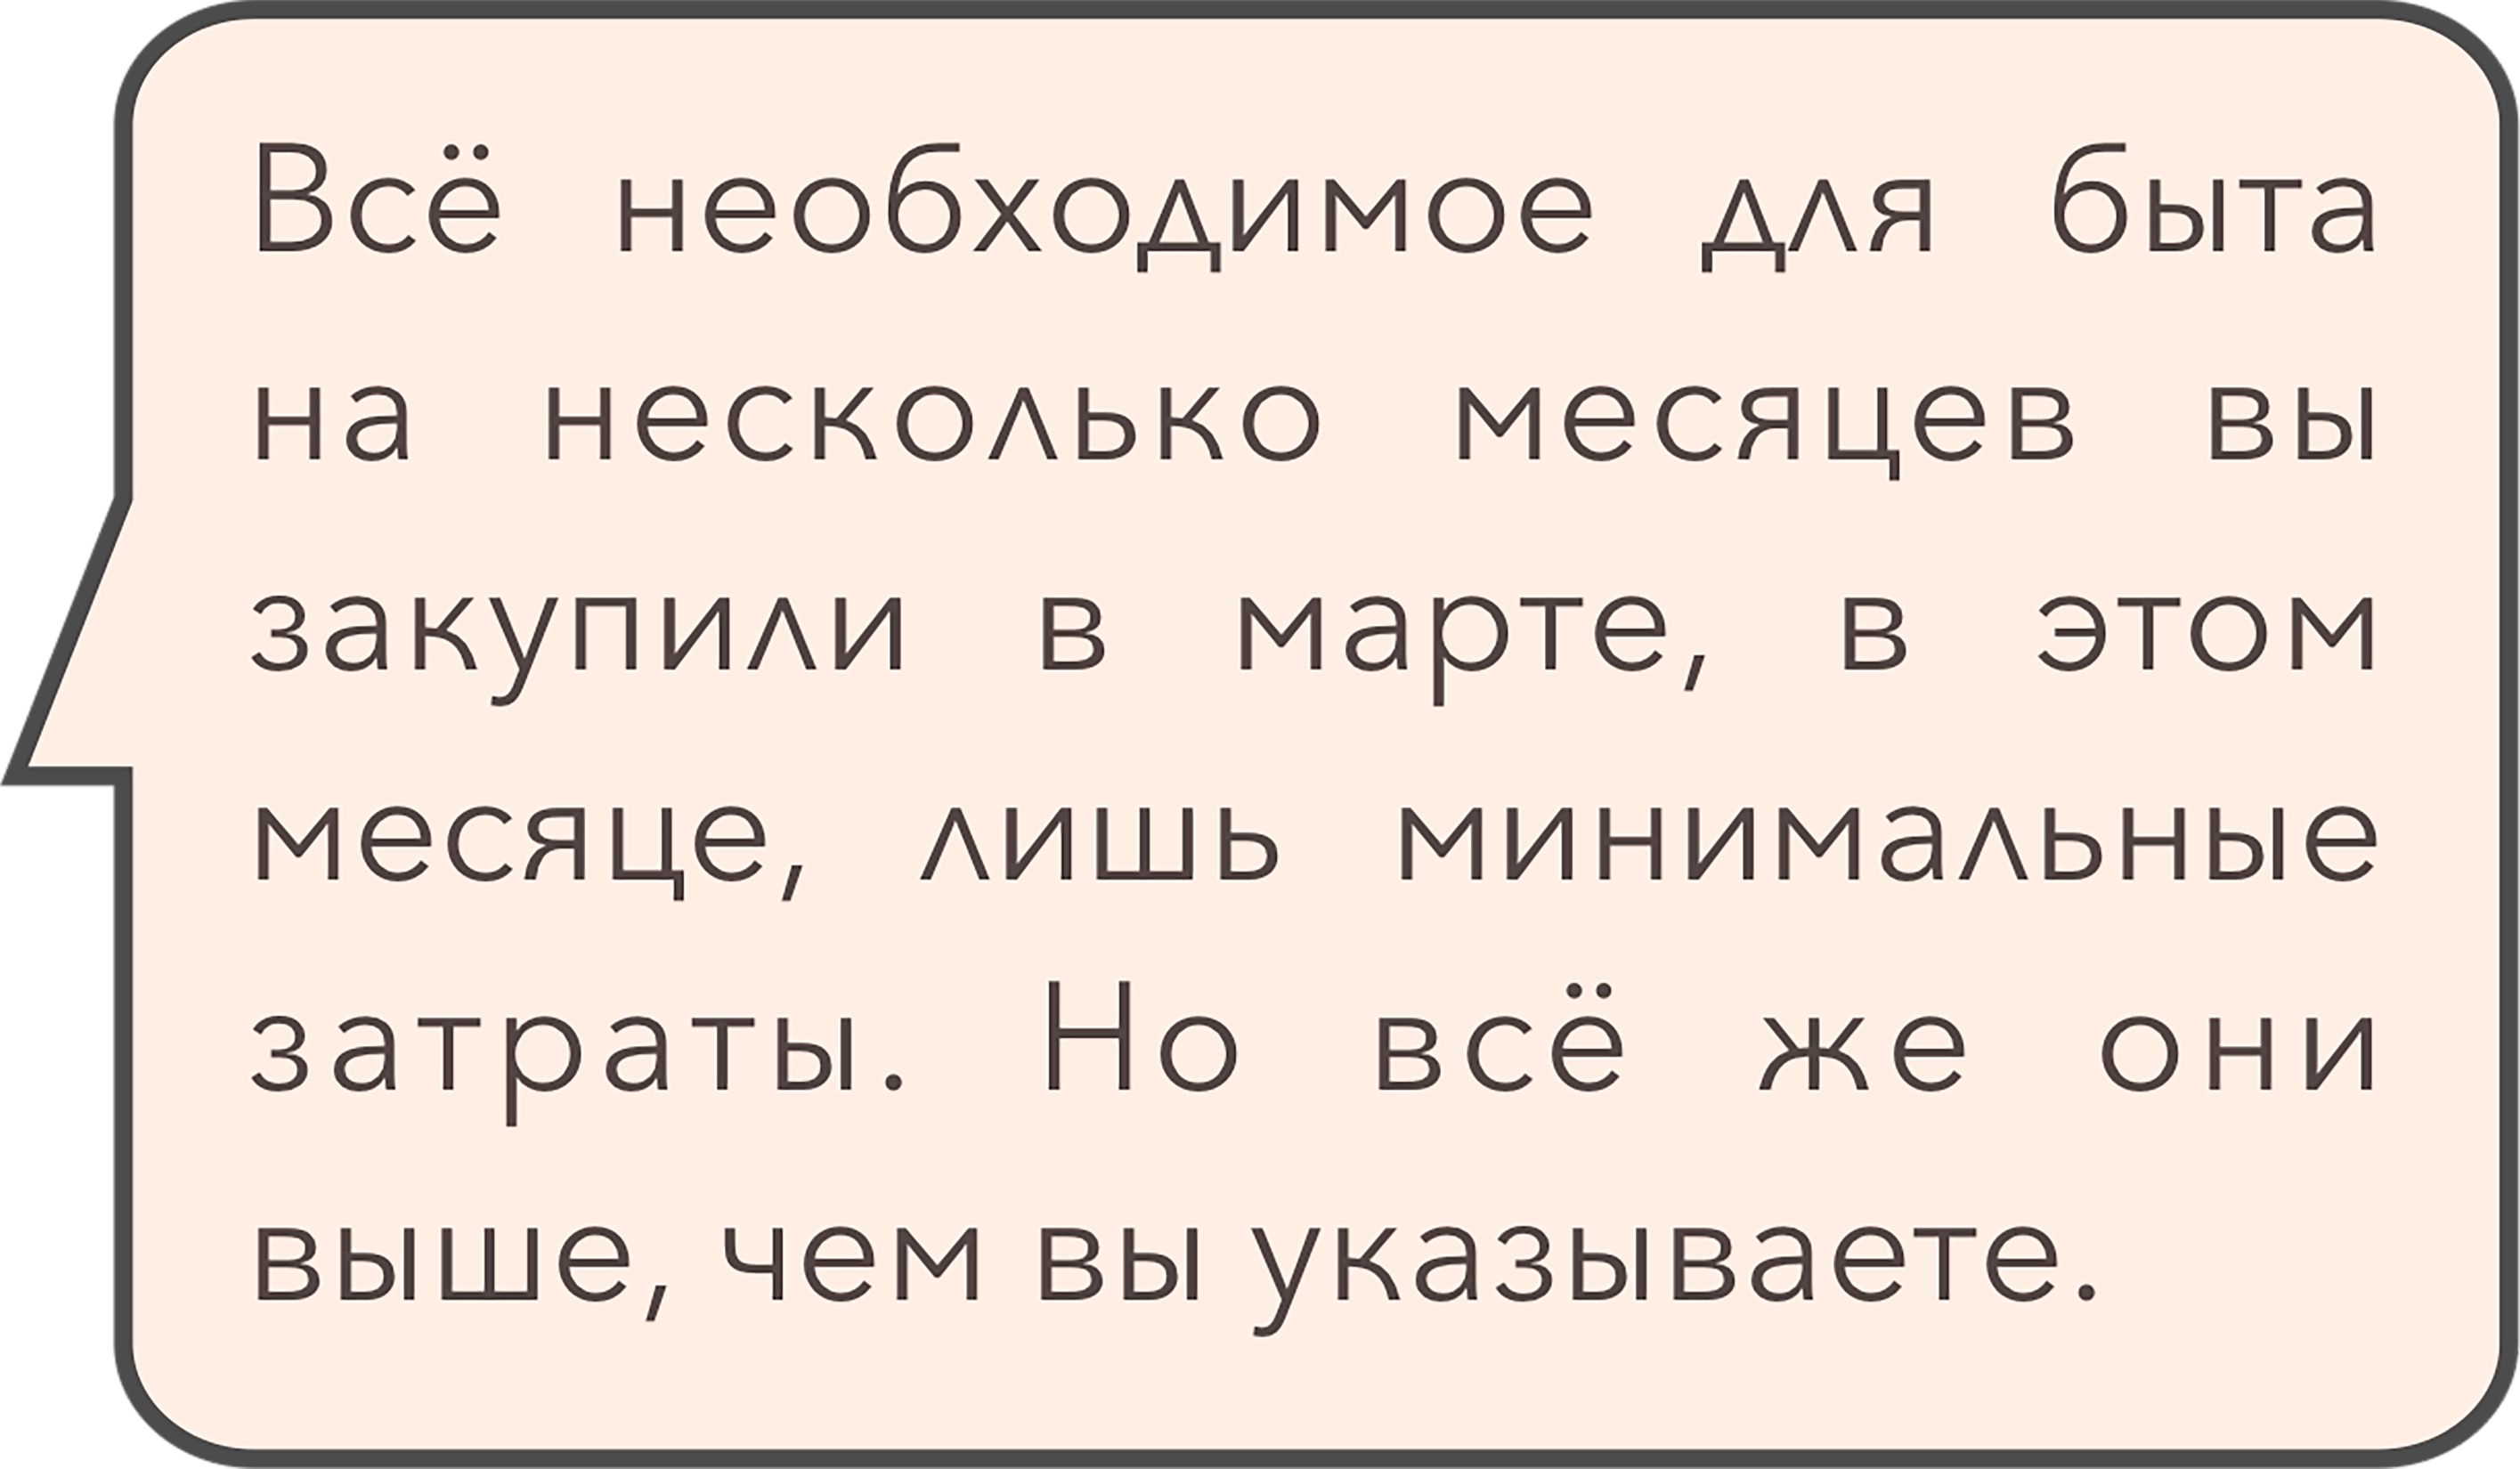 Всё необходимое для быта
на несколько месяцев вы
закупили в марте, в этом
месяце, лишь минимальные
затраты. Но всё же они
выше, чем вы указываете.